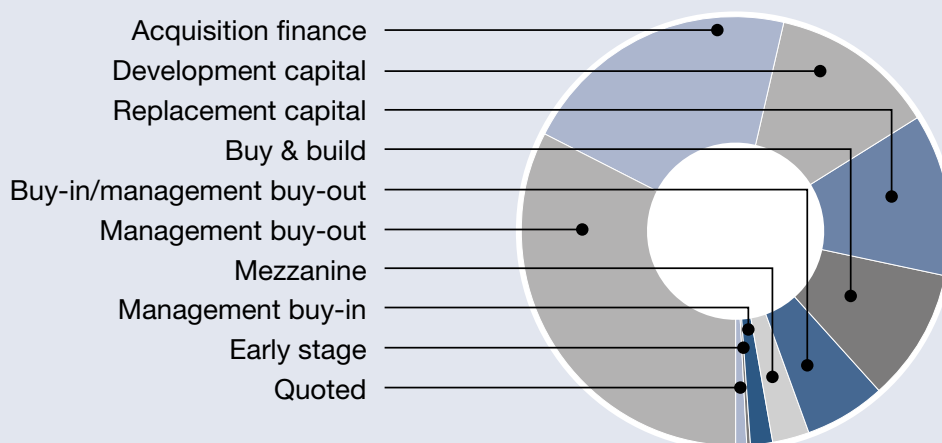 Acquisition finance
Development capital
Replacement capital
Buy & build
Buy-in/management buy-out
Management buy-out
Mezzanine
Management buy-in
Early stage
Quoted